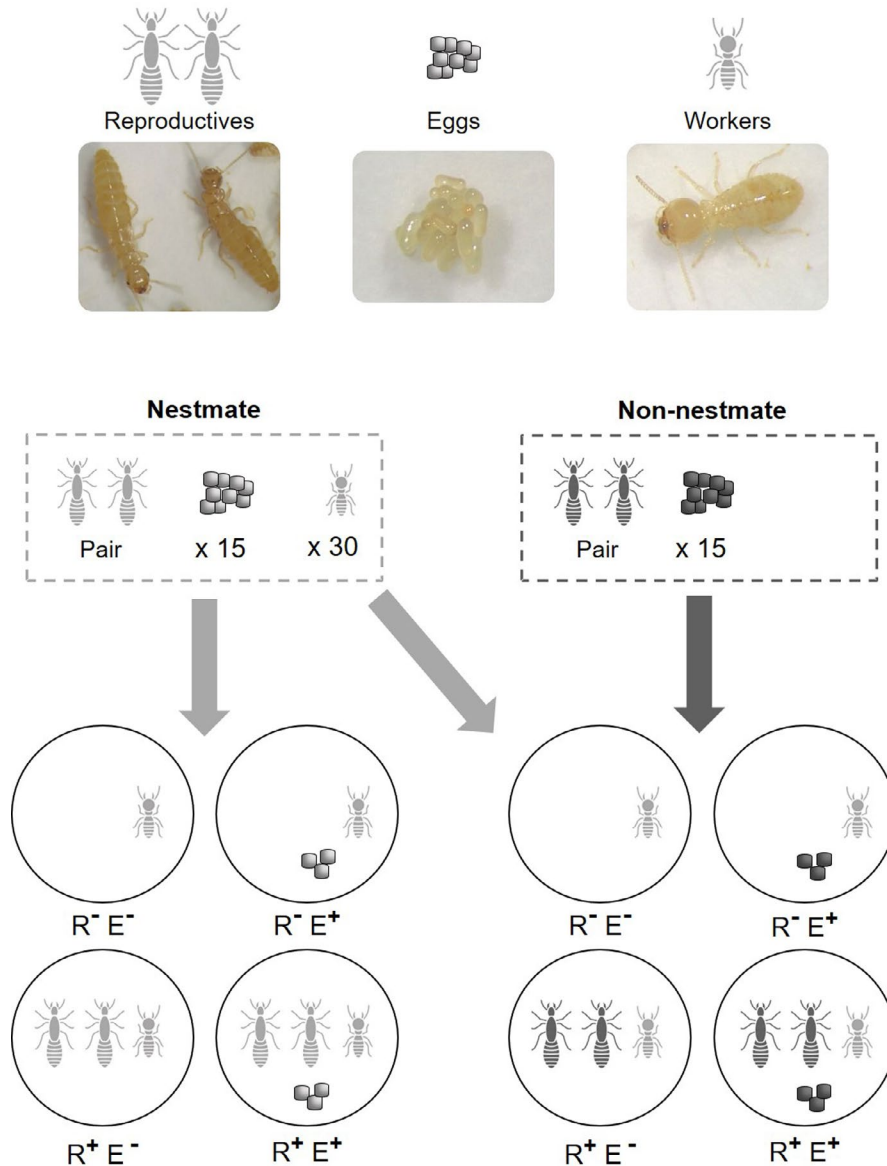 Reproductives Eggs Workers
Nestmate Non-nestmate
Pair x 15 x 30 Pair x 15
R⁻ E⁻ R⁻ E⁺ R⁻ E⁻ R⁻ E⁺
R⁺ E⁻ R⁺ E⁺ R⁺ E⁻ R⁺ E⁺